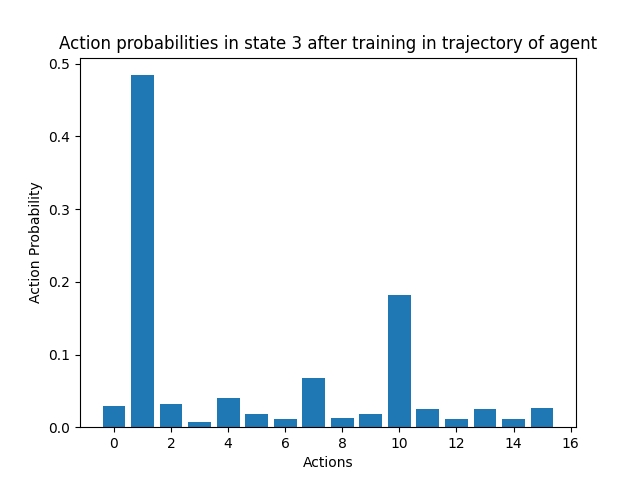 Action probabilities in state 3 after training in trajectory of agent
0.5
0.4
0.3
0.2
0.1
0.0
Action Probability
0 2 4 6 8 10 12 14 16
Actions